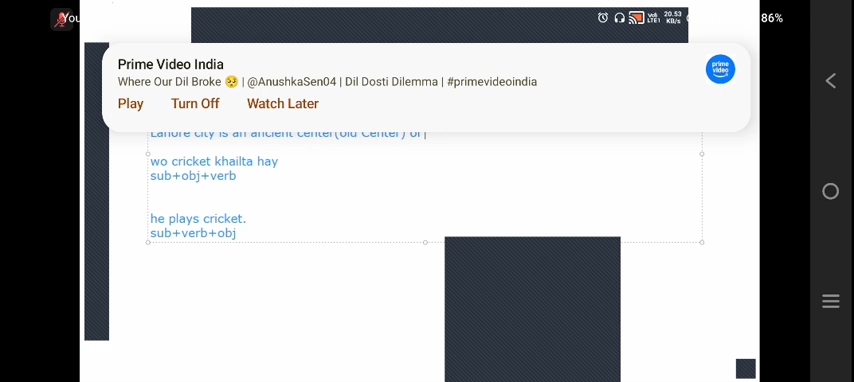 You
Vo5 LTE1
20.53 KB/s
86%
Prime Video India
Where Our Dil Broke 🥺 | @AnushkaSen04 | Dil Dosti Dilemma | #primevideoindia
prime video
Play Turn Off Watch Later
Lahore city is an ancient center(old Center) of
wo cricket khailta hay
sub+obj+verb
he plays cricket.
sub+verb+obj